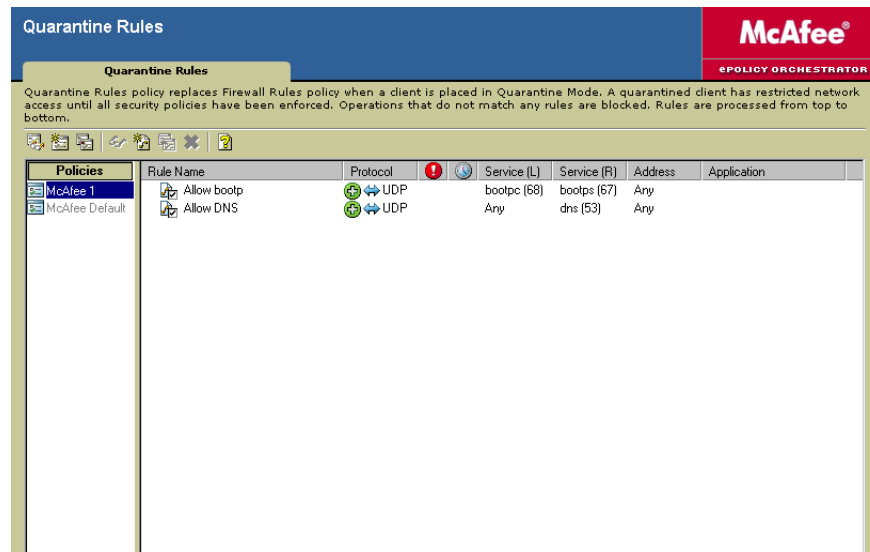 Quarantine Rules
McAfee®
Quarantine Rules
ePOLICY ORCHESTRATOR
Quarantine Rules policy replaces Firewall Rules policy when a client is placed in Quarantine Mode. A quarantined client has restricted network
access until all security policies have been enforced. Operations that do not match any rules are blocked. Rules are processed from top to
bottom.
Policies Rule Name Protocol Service (L) Service (R) Address Application
McAfee 1 Allow bootp UDP bootpc (68) bootps (67) Any
McAfee Default Allow DNS UDP Any dns (53) Any